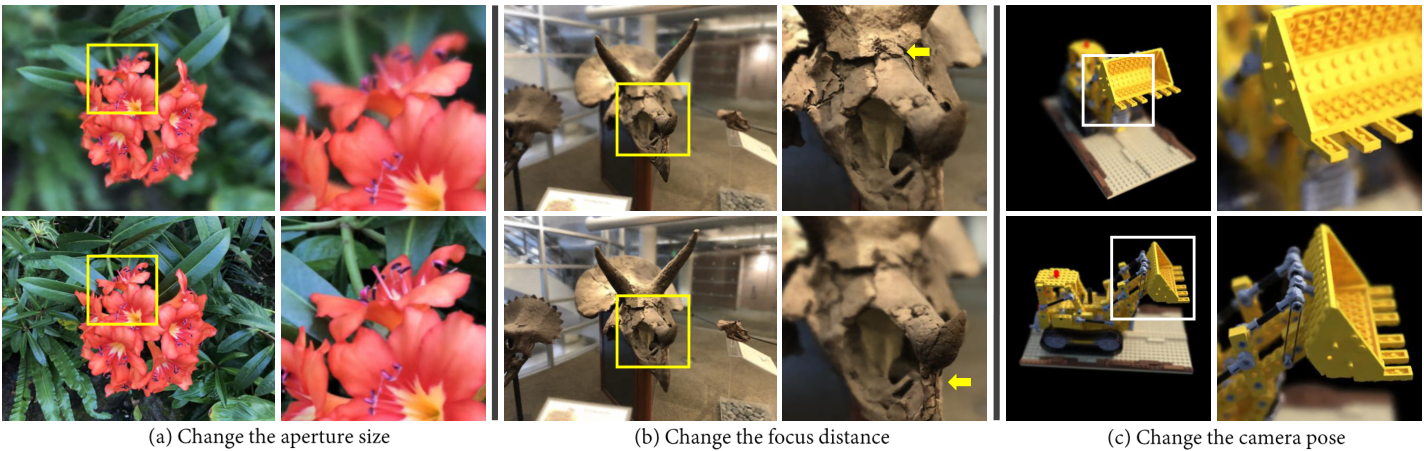 (a) Change the aperture size
(b) Change the focus distance
(c) Change the camera pose